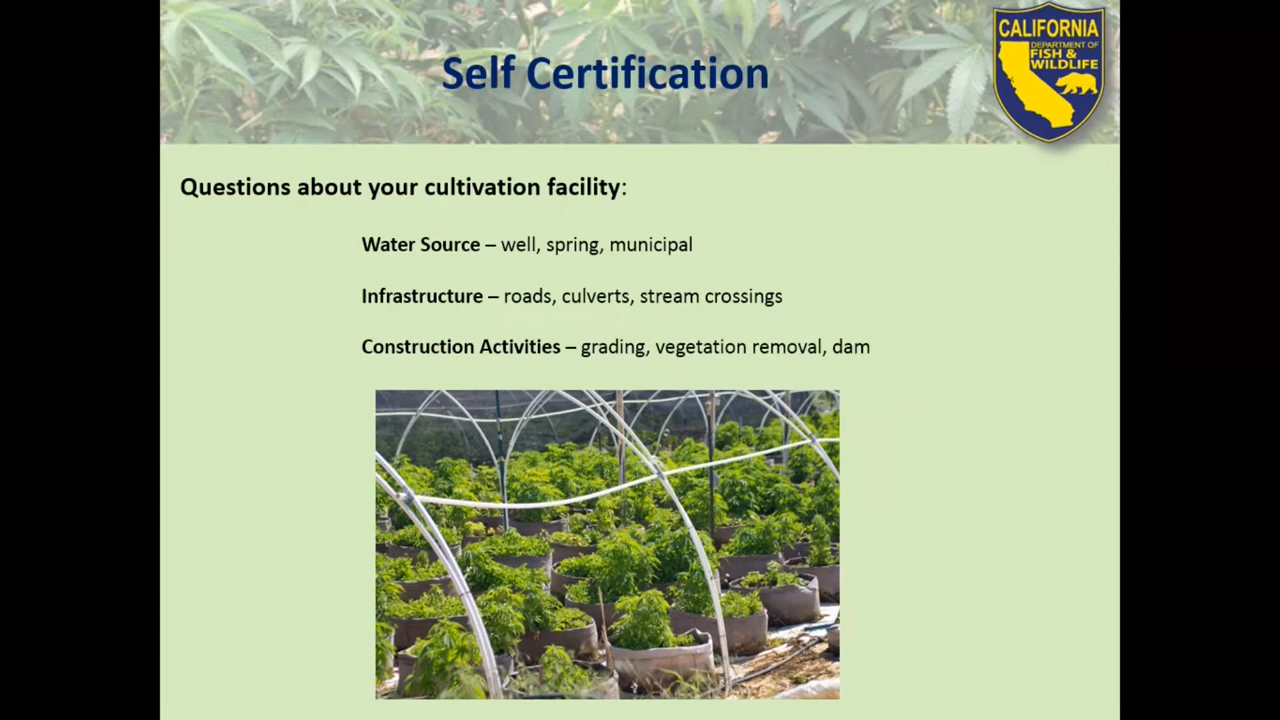 Self Certification
CALIFORNIA
DEPARTMENT OF
FISH &
WILDLIFE
Questions about your cultivation facility:
Water Source – well, spring, municipal
Infrastructure – roads, culverts, stream crossings
Construction Activities – grading, vegetation removal, dam